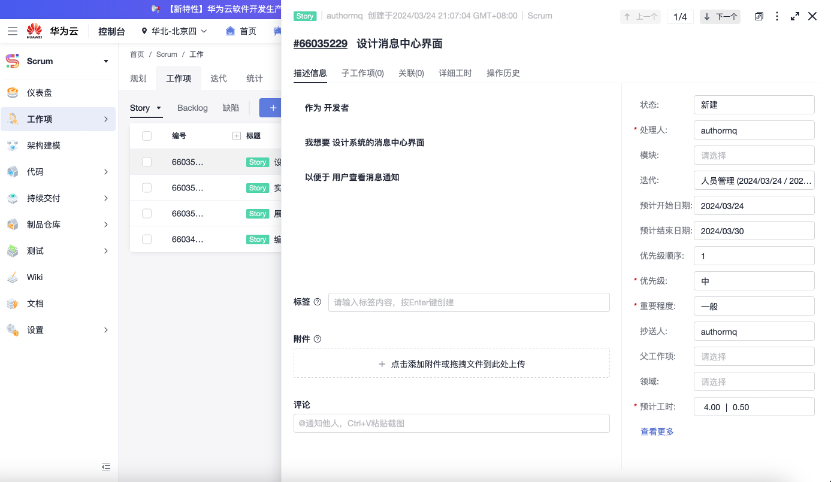 【新特性】华为云软件开发生产
HUAWEI 华为云 控制台 华北-北京四 首页
Scrum
仪表盘
工作项
架构建模
代码
持续交付
制品仓库
测试
Wiki
文档
设置
首页 / Scrum / 工作
规划 工作项 迭代 统计
Story Backlog 缺陷 +
编号 标题
66035... Story
66035... Story 实
66035... Story 展
66034... Story 编
Story authormq 创建于2024/03/24 21:07:04 GMT+08:00 Scrum
上一个 1/4 下一个
#66035229 设计消息中心界面
描述信息 子工作项(0) 关联(0) 详细工时 操作历史
作为 开发者
我想要 设计系统的消息中心界面
以便于 用户查看消息通知
标签 ?
请输入标签内容，按Enter键创建
附件 ?
+ 点击添加附件或拖拽文件到此处上传
评论
@通知他人，Ctrl+V粘贴截图
状态: 新建
* 处理人: authormq
模块: 请选择
迭代: 人员管理 (2024/03/24 / 202...
预计开始日期: 2024/03/24
预计结束日期: 2024/03/30
优先级顺序: 1
* 优先级: 中
* 重要程度: 一般
抄送人: authormq
父工作项: 请选择
领域: 请选择
* 预计工时: 4.00 | 0.50
查看更多